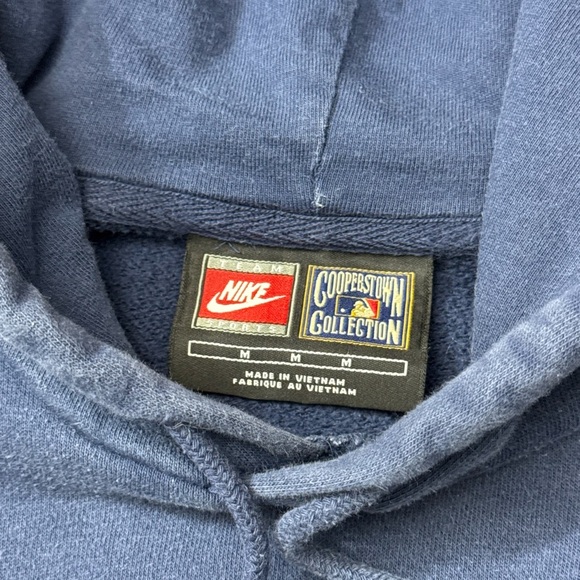 TEAM
NIKE
SPORTS
COOPERSTOWN
COLLECTION
M M M
MADE IN VIETNAM
FABRIQUE AU VIETNAM